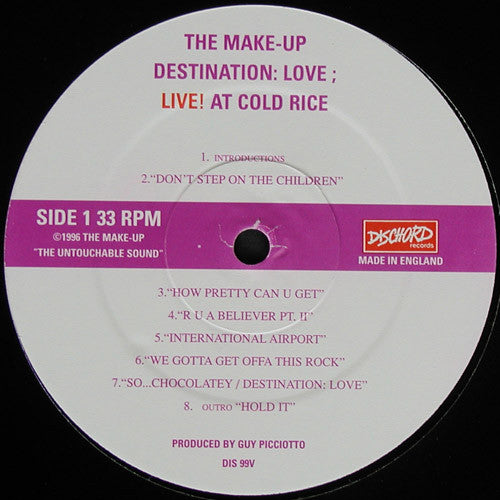 THE MAKE-UP
DESTINATION: LOVE ;
LIVE! AT COLD RICE
1. INTRODUCTIONS
2."DON'T STEP ON THE CHILDREN"
SIDE 1 33 RPM
©1996 THE MAKE-UP
"THE UNTOUCHABLE SOUND"
DISCHORD
records
MADE IN ENGLAND
3."HOW PRETTY CAN U GET"
4."R U A BELIEVER PT. II"
5."INTERNATIONAL AIRPORT"
6."WE GOTTA GET OFFA THIS ROCK"
7."SO...CHOCOLATEY / DESTINATION: LOVE"
8. OUTRO "HOLD IT"
PRODUCED BY GUY PICCIOTTO
DIS 99V